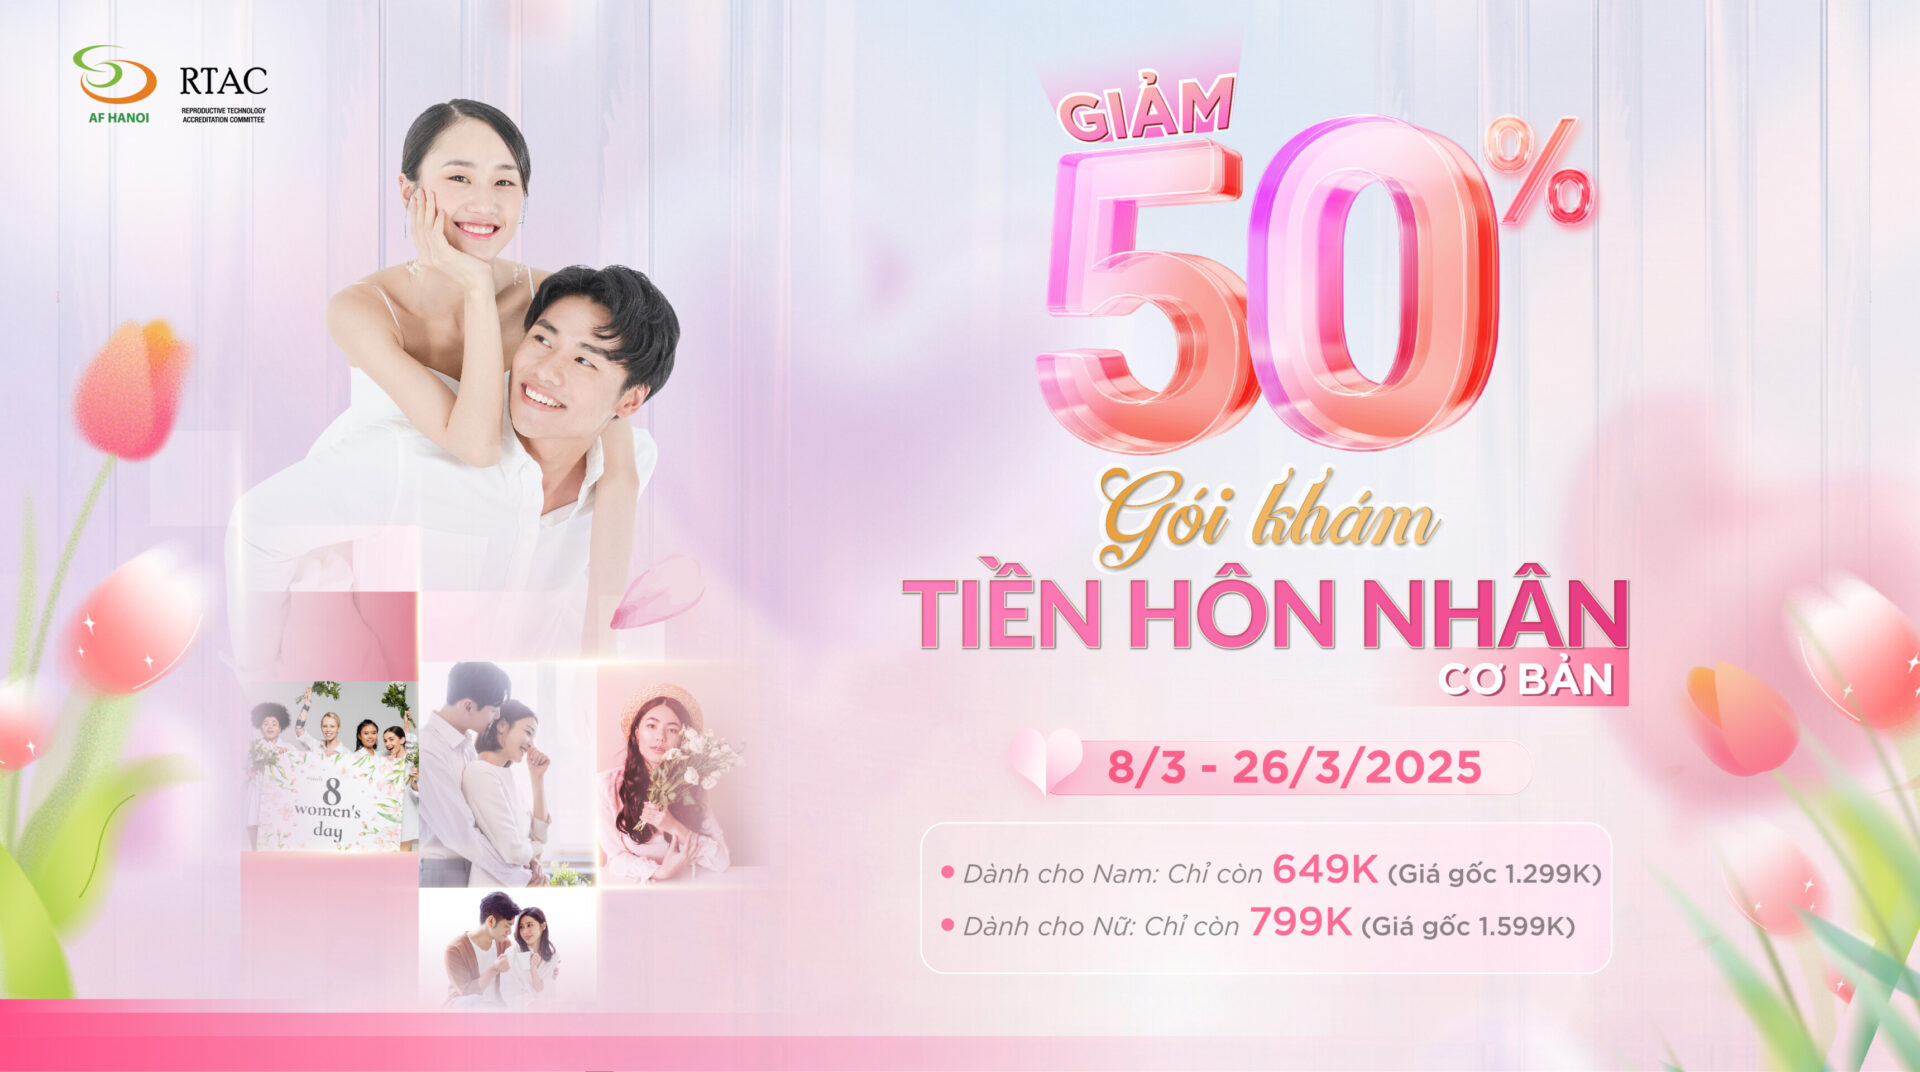 AF HANOI
RTAC
REPRODUCTIVE TECHNOLOGY
ACCREDITATION COMMITTEE
GIẢM
50%
Gói khám
TIỀN HÔN NHÂN
CƠ BẢN
8/3 - 26/3/2025
• Dành cho Nam: Chỉ còn 649K (Giá gốc 1.299K)
• Dành cho Nữ: Chỉ còn 799K (Giá gốc 1.599K)
8
women's
day